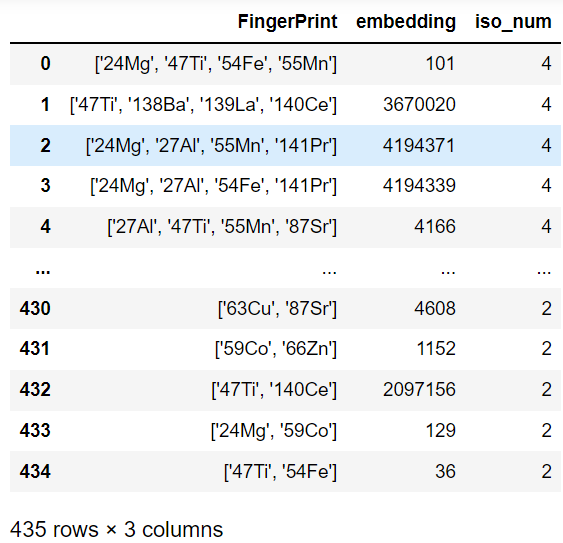 FingerPrint embedding iso_num
0 ['24Mg', '47Ti', '54Fe', '55Mn'] 101 4
1 ['47Ti', '138Ba', '139La', '140Ce'] 3670020 4
2 ['24Mg', '27Al', '55Mn', '141Pr'] 4194371 4
3 ['24Mg', '27Al', '54Fe', '141Pr'] 4194339 4
4 ['27Al', '47Ti', '55Mn', '87Sr'] 4166 4
... ... ... ...
430 ['63Cu', '87Sr'] 4608 2
431 ['59Co', '66Zn'] 1152 2
432 ['47Ti', '140Ce'] 2097156 2
433 ['24Mg', '59Co'] 129 2
434 ['47Ti', '54Fe'] 36 2
435 rows × 3 columns